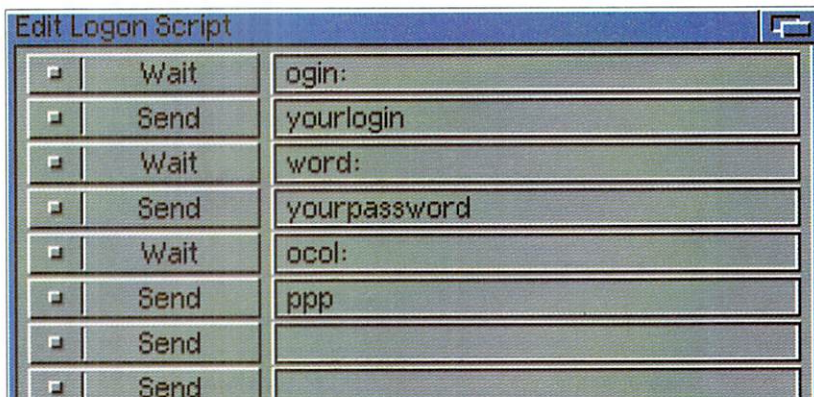 Edit Logon Script
Wait ogin:
Send yourlogin
Wait word:
Send yourpassword
Wait ocol:
Send ppp
Send
Send